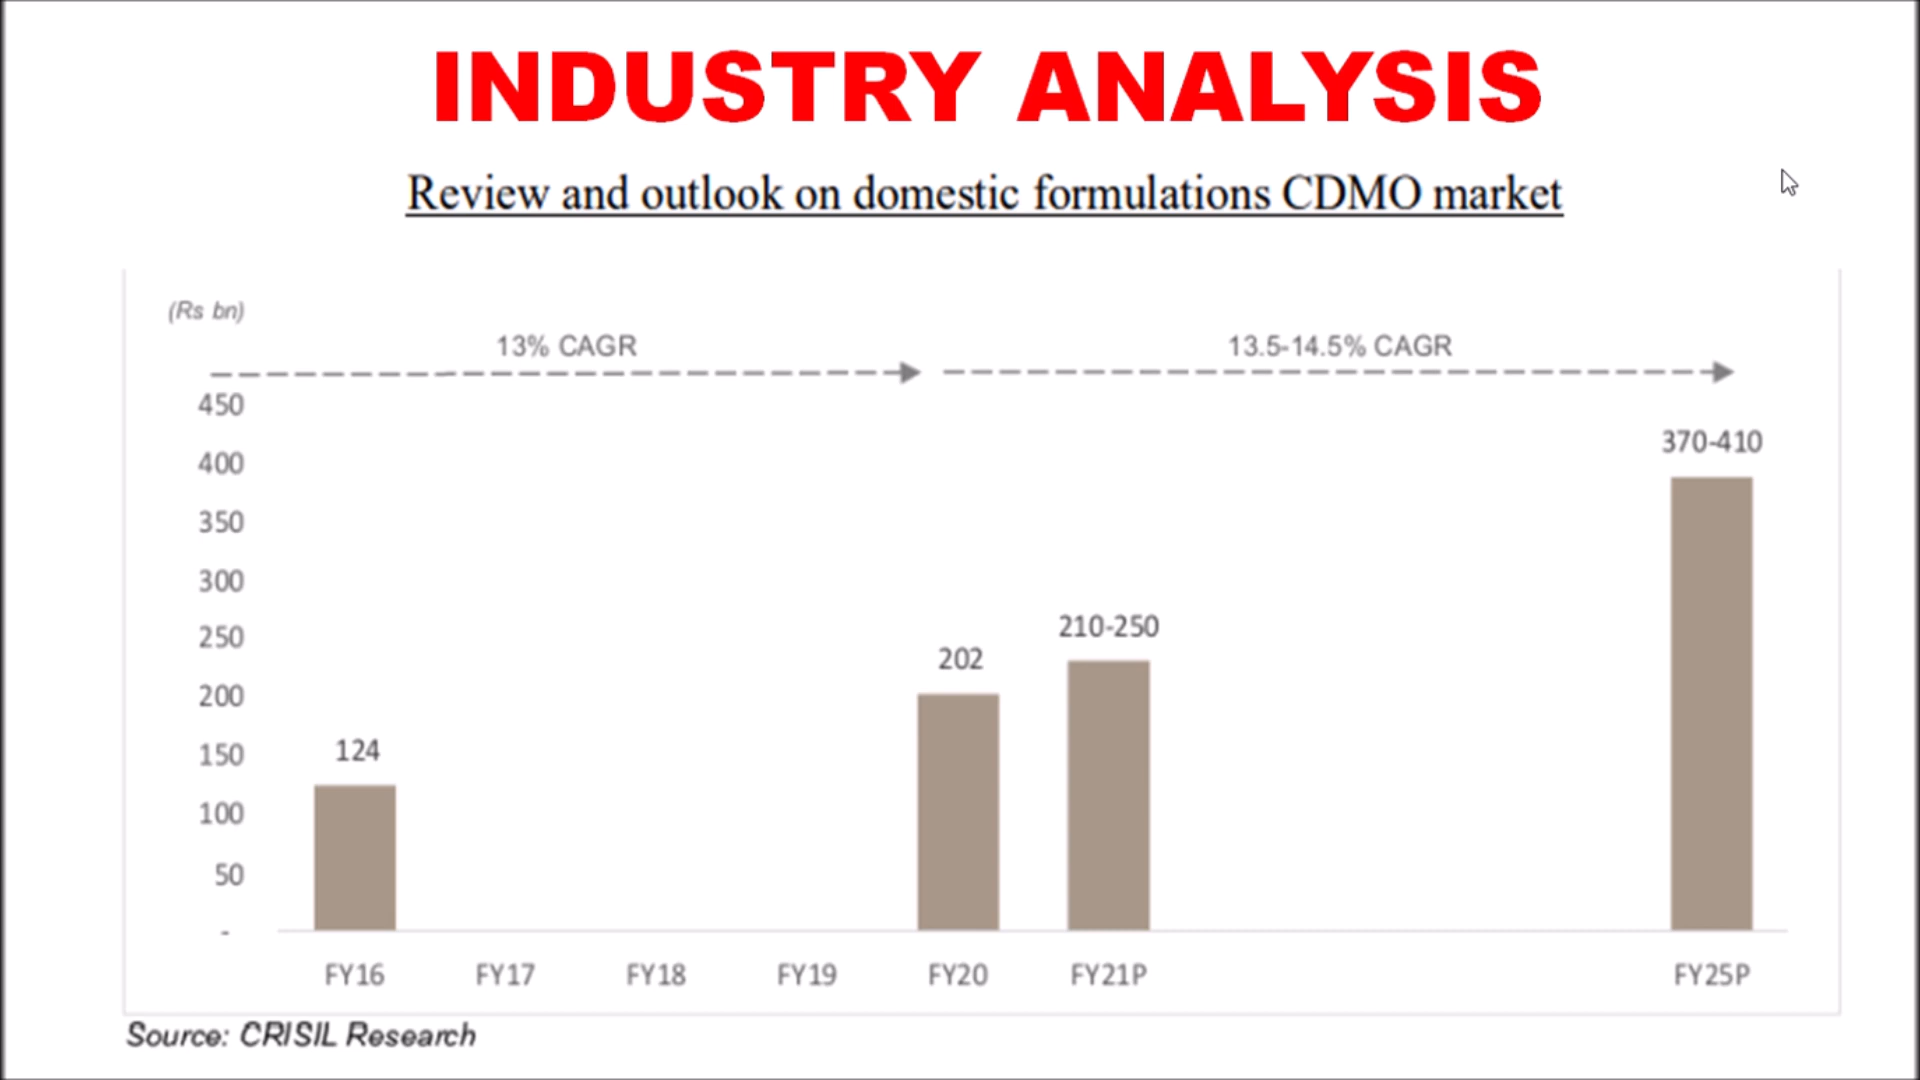 INDUSTRY ANALYSIS
Review and outlook on domestic formulations CDMO market
(Rs bn)
13% CAGR
13.5-14.5% CAGR
450
400
350
300
250
200
150
100
50
-
124
202
210-250
370-410
FY16 FY17 FY18 FY19 FY20 FY21P FY25P
Source: CRISIL Research